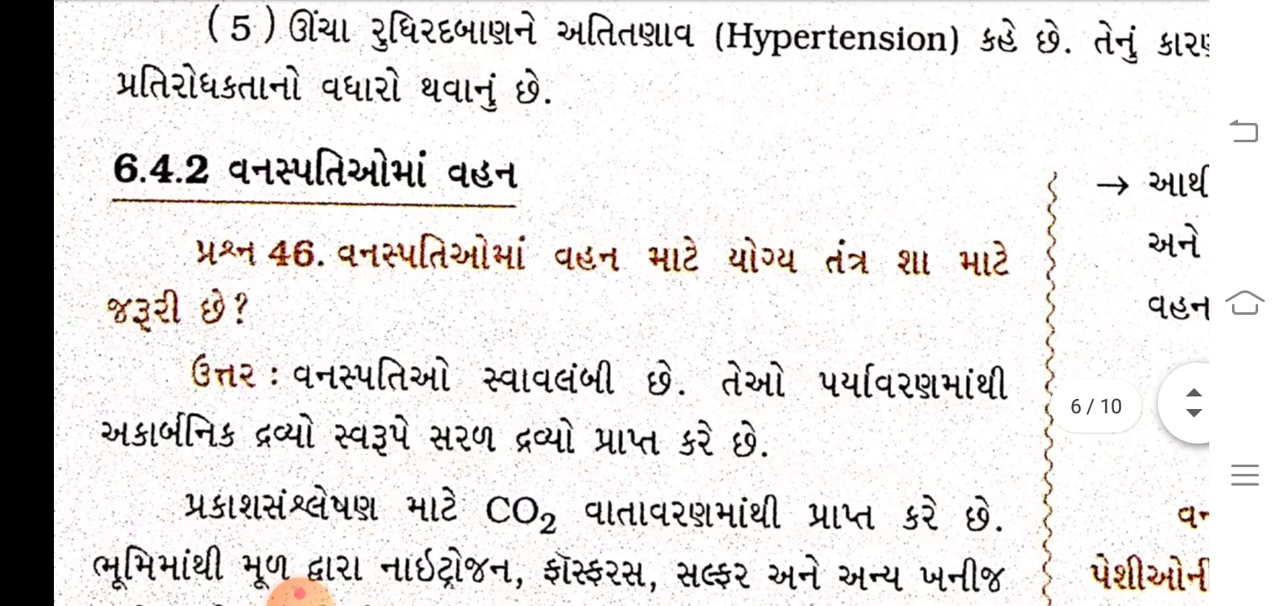 ( 5 ) ઊંચા રુધિરદબાણને અતિતણાવ (Hypertension) કહે છે. તેનું
પ્રતિરોધકતાનો વધારો થવાનું છે.
6.4.2 વનસ્પતિઓમાં વહન
પ્રશ્ન 46. વનસ્પતિઓમાં વહન માટે યોગ્ય તંત્ર શા માટે
જરૂરી છે?
ઉત્તર : વનસ્પતિઓ સ્વાવલંબી છે. તેઓ પર્યાવરણમાંથી
અકાર્બનિક દ્રવ્યો સ્વરૂપે સરળ દ્રવ્યો પ્રાપ્ત કરે છે.
પ્રકાશસંશ્લેષણ માટે CO₂ વાતાવરણમાંથી પ્રાપ્ત કરે છે.
ભૂમિમાંથી મૂળ દ્વારા નાઇટ્રોજન, ફૉસ્ફરસ, સલ્ફર અને અન્ય ખનીજ
→ આર્થ
અને
વહન
6 / 10
પેશીઓની